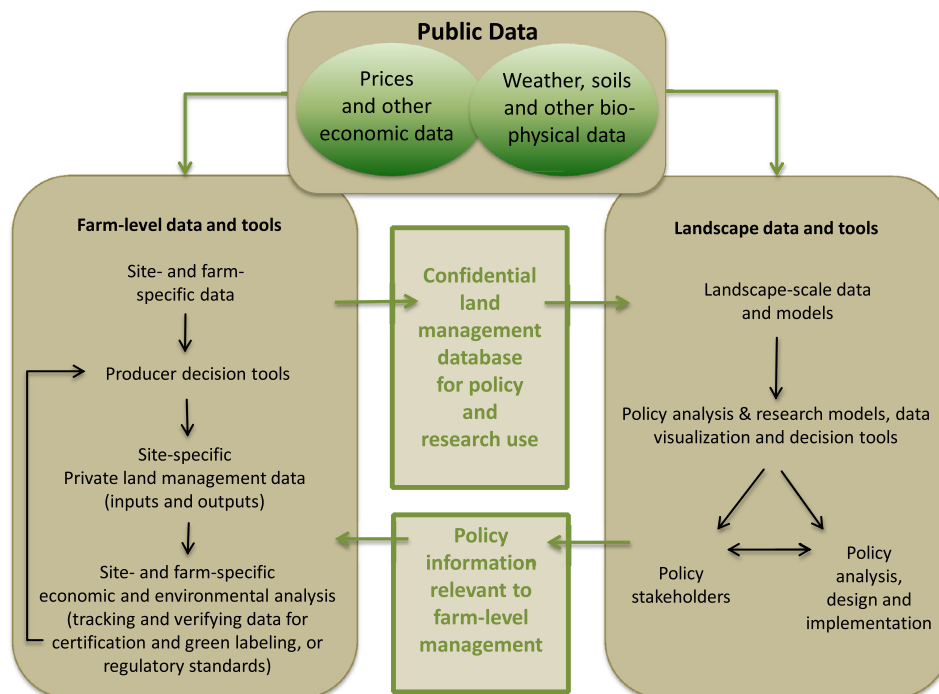 Public Data
Prices
and other
economic data
Weather, soils
and other bio-
physical data
Farm-level data and tools
Site- and farm-
specific data
Producer decision tools
Site-specific
Private land management data
(inputs and outputs)
Site- and farm-specific
economic and environmental analysis
(tracking and verifying data for
certification and green labeling, or
regulatory standards)
Confidential
land
management
database
for policy
and
research use
Policy
information
relevant to
farm-level
management
Landscape data and tools
Landscape-scale data
and models
Policy analysis & research models, data
visualization and decision tools
Policy
stakeholders
Policy
analysis,
design and
implementation